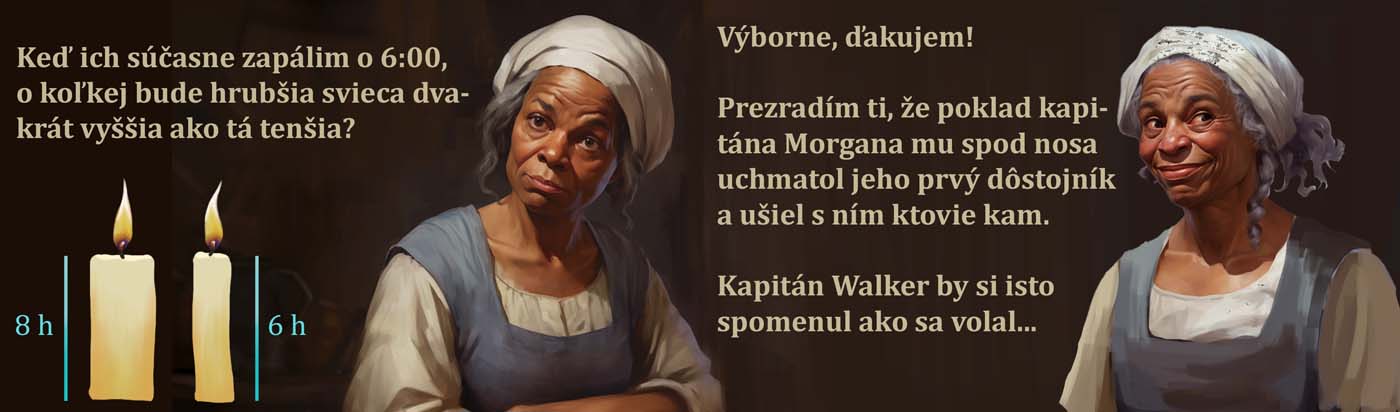 Keď ich súčasne zapálim o 6:00,
o koľkej bude hrubšia svieca dva-
krát vyššia ako tá tenšia?
8 h
6 h
Výborne, ďakujem!
Prezradím ti, že poklad kapi-
tána Morgana mu spod nosa
uchmatol jeho prvý dôstojník
a ušiel s ním ktovie kam.
Kapitán Walker by si isto
spomenul ako sa volal...